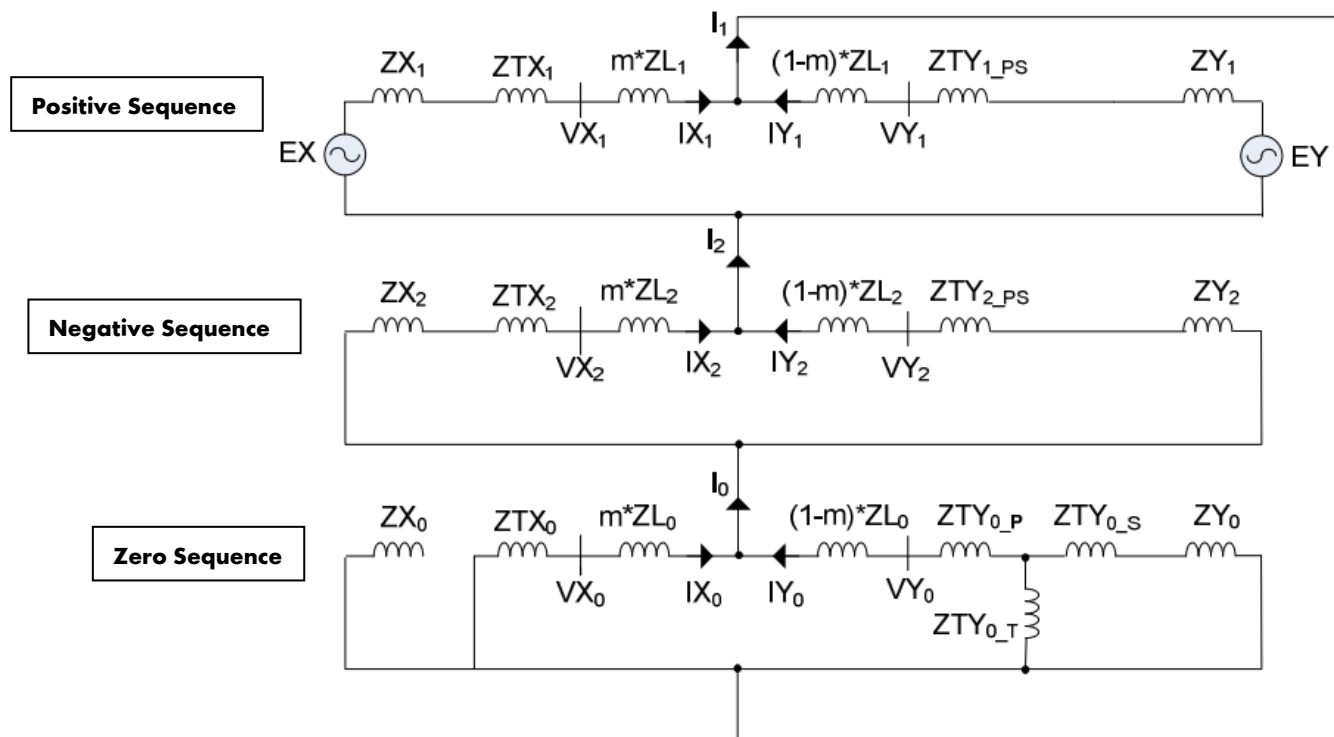 I₁
ZX₁ ZTX₁ m*ZL₁ (1-m)*ZL₁ ZTY₁_PS ZY₁
Positive Sequence
VX₁ IX₁ IY₁ VY₁
EX EY
I₂
ZX₂ ZTX₂ m*ZL₂ (1-m)*ZL₂ ZTY₂_PS ZY₂
Negative Sequence
VX₂ IX₂ IY₂ VY₂
I₀
ZX₀ ZTX₀ m*ZL₀ (1-m)*ZL₀ ZTY₀_P ZTY₀_S ZY₀
Zero Sequence
VX₀ IX₀ IY₀ VY₀
ZTY₀_T